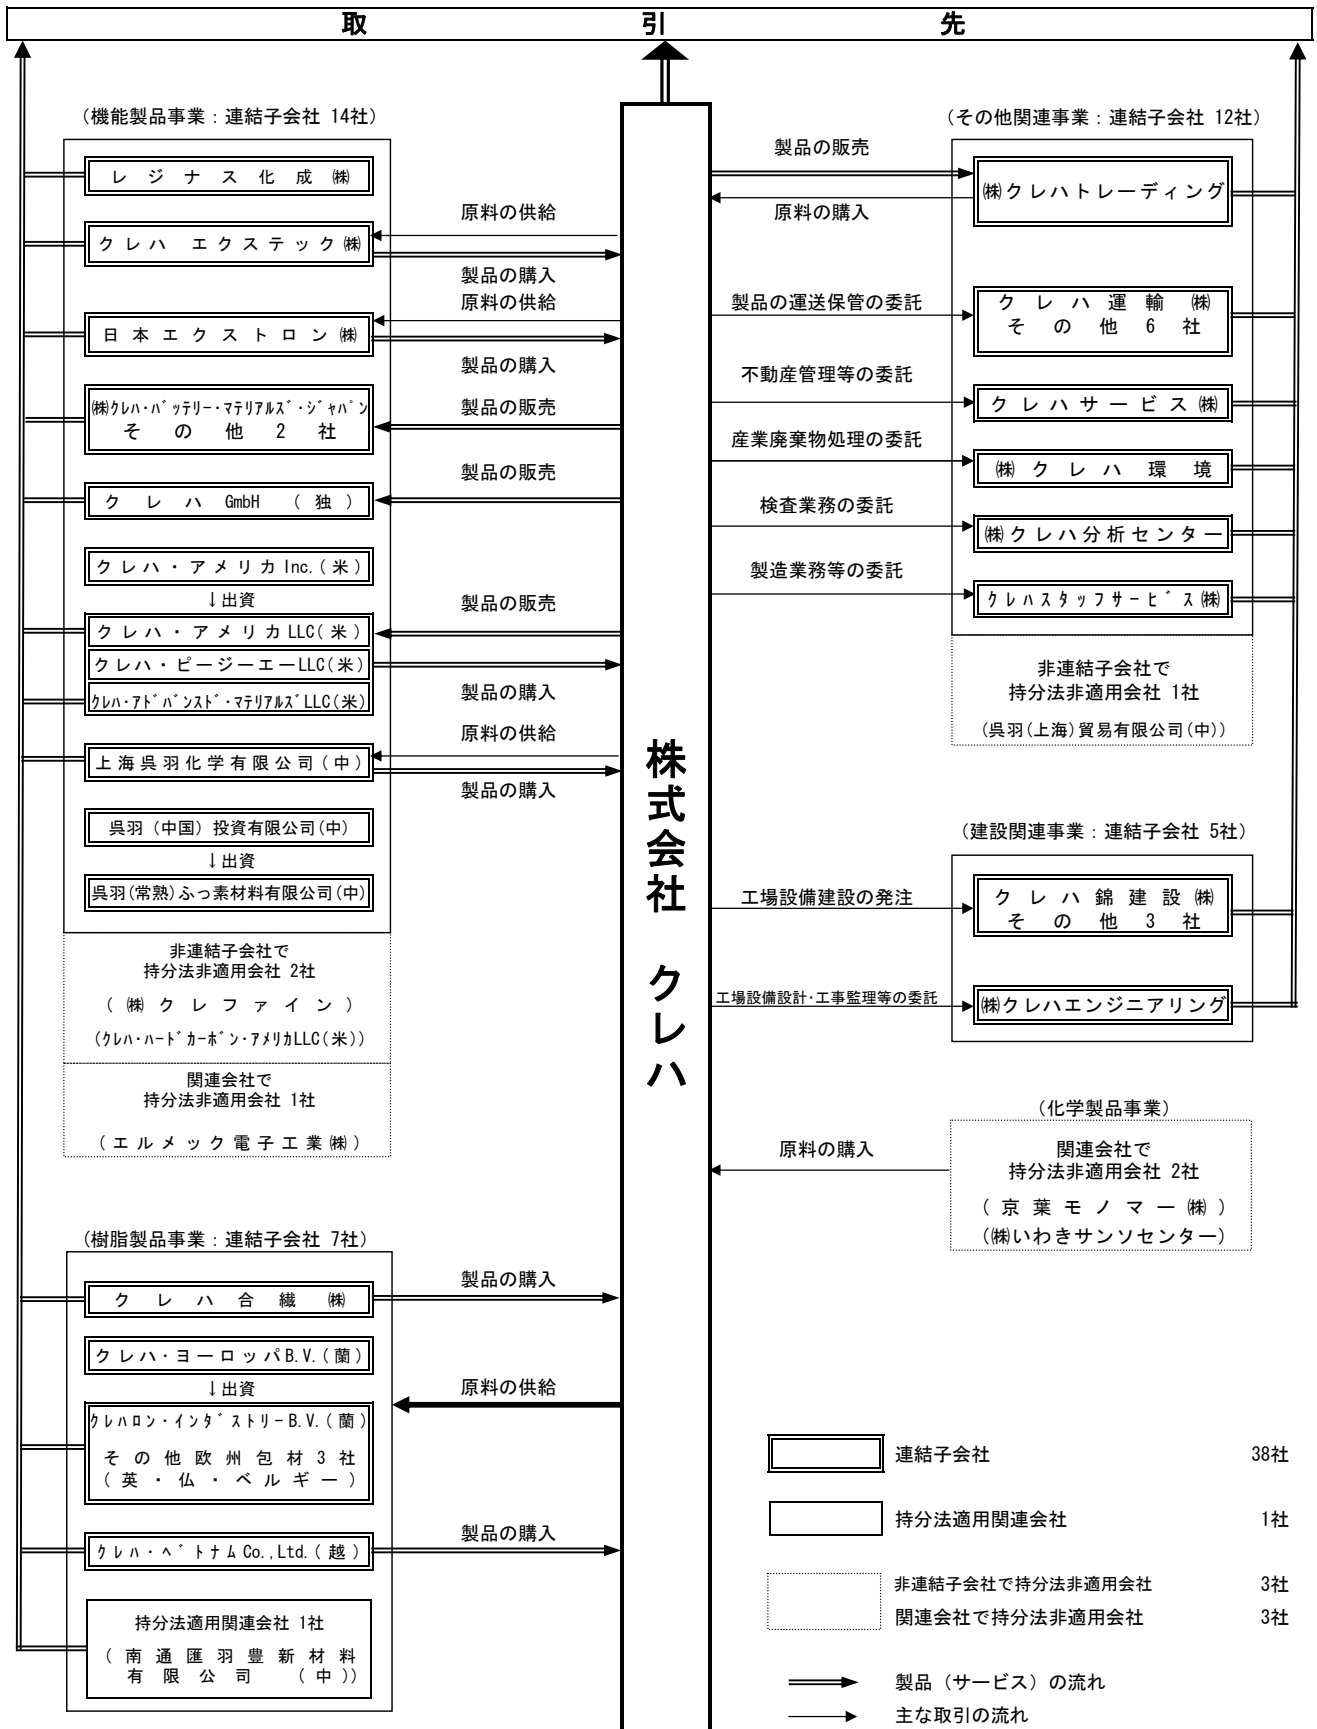 取引先
(機能製品事業：連結子会社 14社)
レジナス化成㈱
原料の供給
クレハ エクステック㈱
製品の購入
原料の供給
日本エクストロン㈱
製品の購入
㈱クレハ・バッテリー・マテリアルズ・ジャパン
その他2社
製品の販売
製品の販売
クレハGmbH(独)
クレハ・アメリカInc.(米)
↓出資
製品の販売
クレハ・アメリカLLC(米)
クレハ・ピージーエーLLC(米)
クレハ・アドバンスド・マテリアルズLLC(米)
製品の購入
原料の供給
上海呉羽化学有限公司(中)
製品の購入
呉羽（中国）投資有限公司(中)
↓出資
呉羽(常熟)ふっ素材料有限公司(中)
非連結子会社で
持分法非適用会社 2社
(㈱クレファイン)
(クレハ・ハードカーボン・アメリカLLC(米))
関連会社で
持分法非適用会社 1社
(エルメック電子工業㈱)
(樹脂製品事業：連結子会社 7社)
クレハ合繊㈱
製品の購入
クレハ・ヨーロッパB.V.(蘭)
↓出資
原料の供給
クレハロン・インダストリーB.V.(蘭)
その他欧州包材3社
(英・仏・ベルギー)
製品の購入
クレハ・ベトナムCo.,Ltd.(越)
持分法適用関連会社 1社
(南通匯羽豊新材料
有限公司(中))
株式会社 クレハ
(その他関連事業：連結子会社 12社)
製品の販売
㈱クレハトレーディング
原料の購入
製品の運送保管の委託
クレハ運輸㈱
その他6社
不動産管理等の委託
クレハサービス㈱
産業廃棄物処理の委託
㈱クレハ環境
検査業務の委託
㈱クレハ分析センター
製造業務等の委託
クレハスタッフサービス㈱
非連結子会社で
持分法非適用会社 1社
(呉羽(上海)貿易有限公司(中))
(建設関連事業：連結子会社 5社)
工場設備建設の発注
クレハ錦建設㈱
その他3社
工場設備設計・工事監理等の委託
㈱クレハエンジニアリング
(化学製品事業)
原料の購入
関連会社で
持分法非適用会社 2社
(京葉モノマー㈱)
(㈱いわきサンソセンター)
連結子会社 38社
持分法適用関連会社 1社
非連結子会社で持分法非適用会社 3社
関連会社で持分法非適用会社 3社
製品（サービス）の流れ
主な取引の流れ